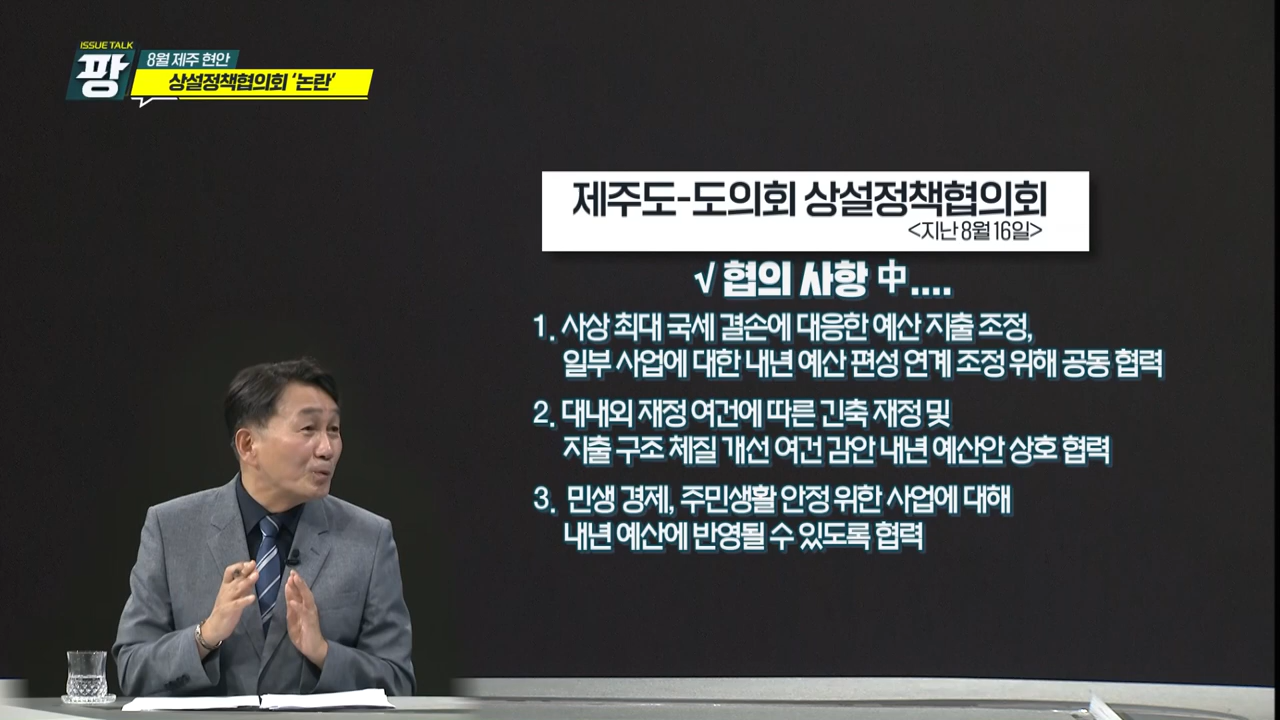 ISSUE TALK
팡
8월 제주 현안
상설정책협의회 '논란'
제주도-도의회 상설정책협의회
<지난 8월 16일>
√ 협의 사항 中....
1. 사상 최대 국세 결손에 대응한 예산 지출 조정,
일부 사업에 대한 내년 예산 편성 연계 조정 위해 공동 협력
2. 대내외 재정 여건에 따른 긴축 재정 및
지출 구조 체질 개선 여건 감안 내년 예산안 상호 협력
3. 민생 경제, 주민생활 안정 위한 사업에 대해
내년 예산에 반영될 수 있도록 협력